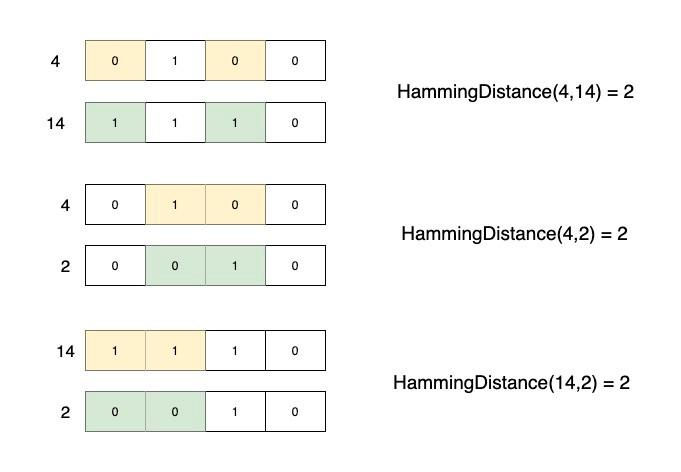 4 0 1 0 0
HammingDistance(4,14) = 2
14 1 1 1 0
4 0 1 0 0
HammingDistance(4,2) = 2
2 0 0 1 0
14 1 1 1 0
HammingDistance(14,2) = 2
2 0 0 1 0